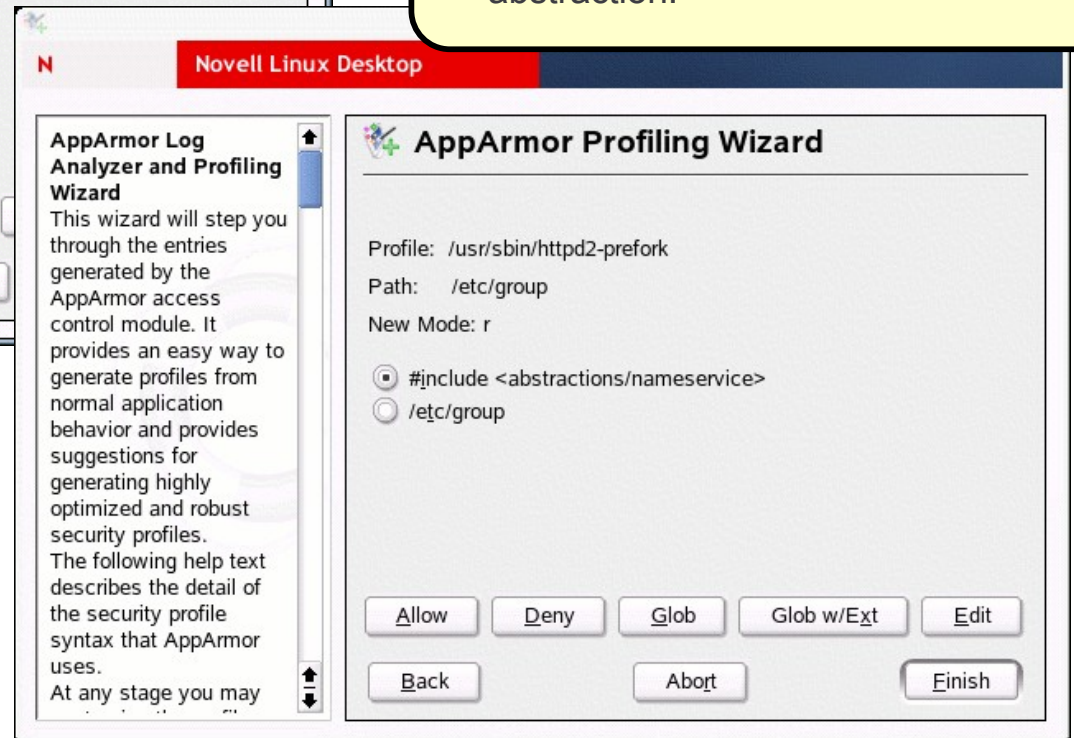 abstraction.
N
Novell Linux Desktop
AppArmor Log
Analyzer and Profiling
Wizard
This wizard will step you
through the entries
generated by the
AppArmor access
control module. It
provides an easy way to
generate profiles from
normal application
behavior and provides
suggestions for
generating highly
optimized and robust
security profiles.
The following help text
describes the detail of
the security profile
syntax that AppArmor
uses.
At any stage you may
AppArmor Profiling Wizard
Profile: /usr/sbin/httpd2-prefork
Path: /etc/group
New Mode: r
#include <abstractions/nameservice>
/etc/group
Allow Deny Glob Glob w/Ext Edit
Back Abort Finish